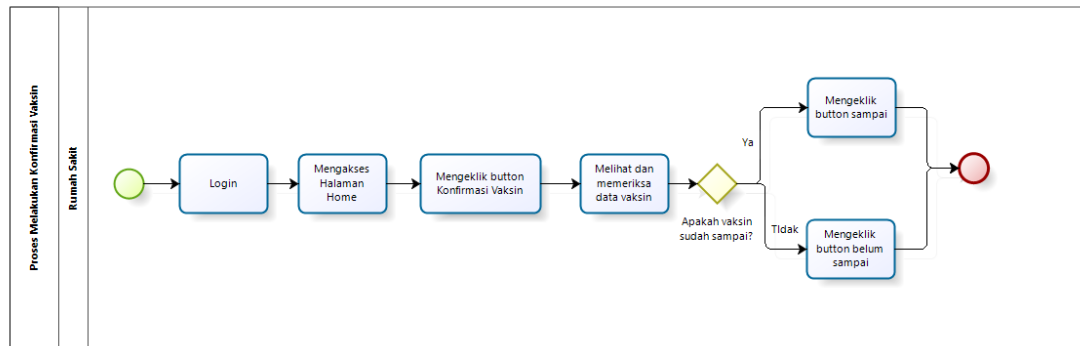 Proses Melakukan Konfirmasi Vaksin
Rumah Sakit
Login
Mengakses
Halaman
Home
Mengeklik button
Konfirmasi Vaksin
Melihat dan
memeriksa
data vaksin
Apakah vaksin
sudah sampai?
Ya
Mengeklik
button sampai
TIdak
Mengeklik
button belum
sampai